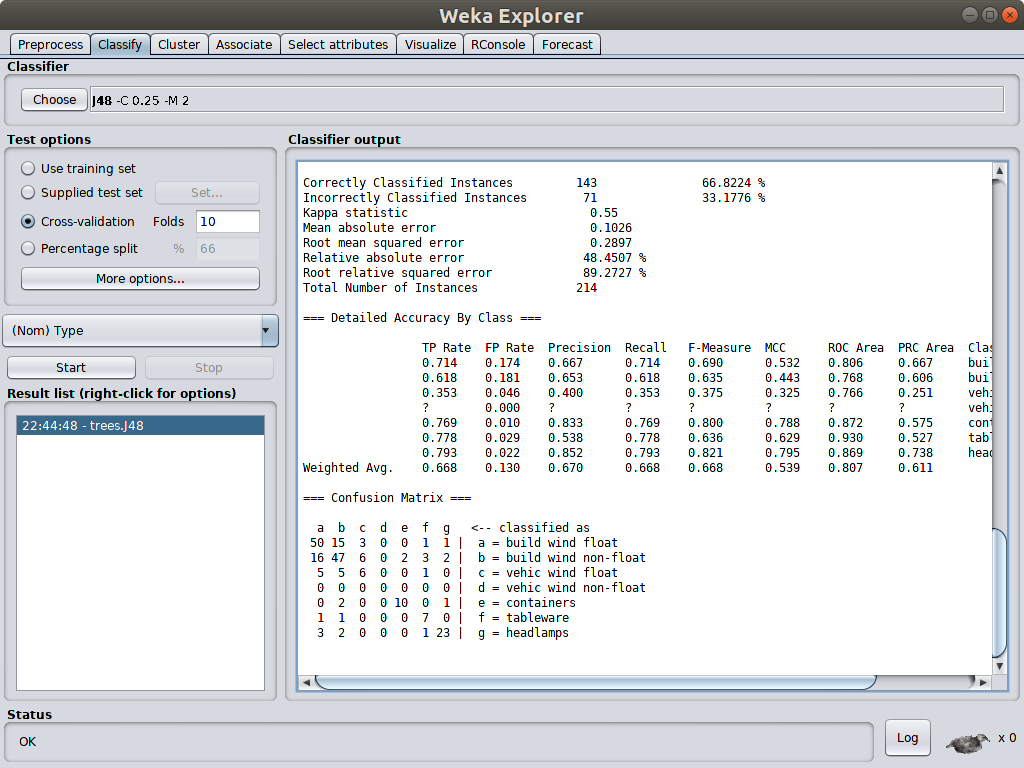 Weka Explorer
Preprocess Classify Cluster Associate Select attributes Visualize RConsole Forecast
Classifier
Choose J48 -C 0.25 -M 2
Test options
Use training set
Supplied test set Set...
Cross-validation Folds 10
Percentage split % 66
More options...
(Nom) Type
Start Stop
Result list (right-click for options)
22:44:48 - trees.J48
Classifier output
Correctly Classified Instances 143 66.8224 %
Incorrectly Classified Instances 71 33.1776 %
Kappa statistic 0.55
Mean absolute error 0.1026
Root mean squared error 0.2897
Relative absolute error 48.4507 %
Root relative squared error 89.2727 %
Total Number of Instances 214
=== Detailed Accuracy By Class ===
TP Rate FP Rate Precision Recall F-Measure MCC ROC Area PRC Area Clas
0.714 0.174 0.667 0.714 0.690 0.532 0.806 0.667 buil
0.618 0.181 0.653 0.618 0.635 0.443 0.768 0.606 buil
0.353 0.046 0.400 0.353 0.375 0.325 0.766 0.251 vehi
? 0.000 ? ? ? ? ? ? vehi
0.769 0.010 0.833 0.769 0.800 0.788 0.872 0.575 cont
0.778 0.029 0.538 0.778 0.636 0.629 0.930 0.527 tabl
0.793 0.022 0.852 0.793 0.821 0.795 0.869 0.738 head
Weighted Avg. 0.668 0.130 0.670 0.668 0.668 0.539 0.807 0.611
=== Confusion Matrix ===
a b c d e f g <-- classified as
50 15 3 0 0 1 1 | a = build wind float
16 47 6 0 2 3 2 | b = build wind non-float
5 5 6 0 0 1 0 | c = vehic wind float
0 0 0 0 0 0 0 | d = vehic wind non-float
0 2 0 0 10 0 1 | e = containers
1 1 0 0 0 7 0 | f = tableware
3 2 0 0 0 1 23 | g = headlamps
Status
OK
Log x 0